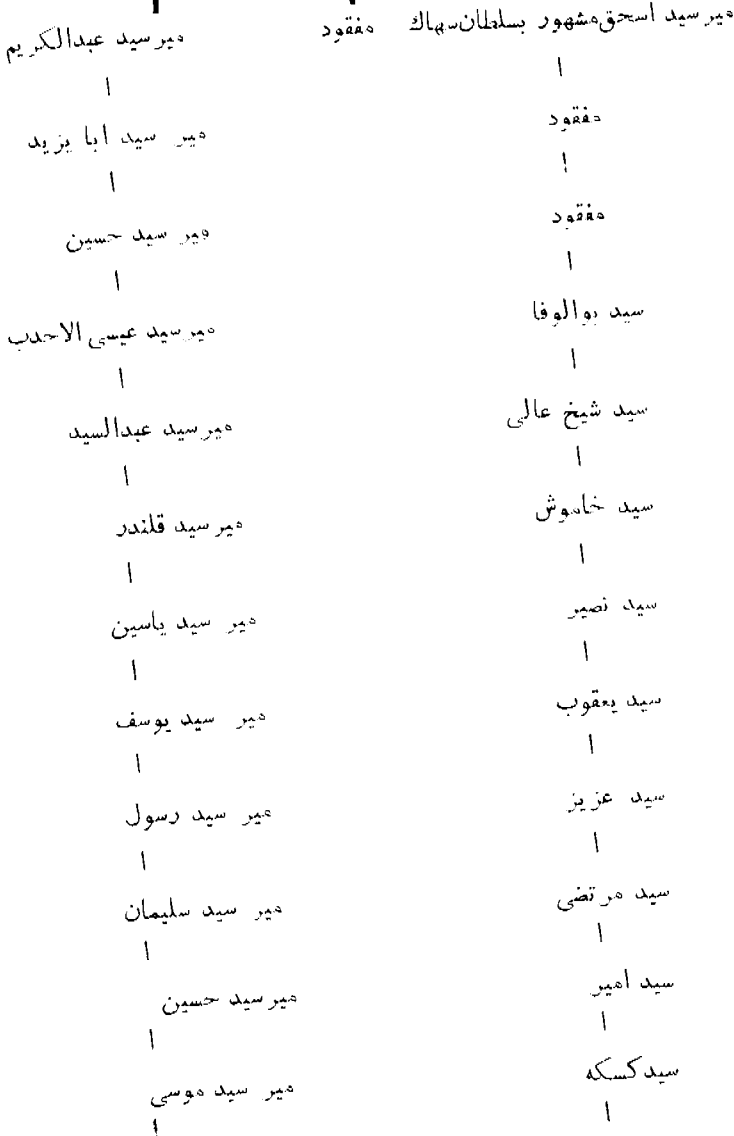 میر سید اسحق مشهور بسلطان سهاك    مفقود    میر سید عبدالکریم
مفقود    میر سید ابا یزید
مفقود    میر سید حسین
سید بوالوفا    میر سید عیسی الاحدب
سید شیخ عالی    میر سید عبدالسید
سید خاموش    میر سید قلندر
سید نصیر    میر سید یاسین
سید یعقوب    میر سید یوسف
سید عزیز    میر سید رسول
سید مرتضی    میر سید سلیمان
سید امیر    میر سید حسین
سید کسکه    میر سید موسی